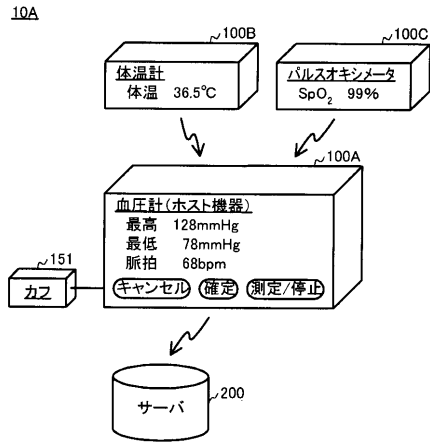 10A
100B
体温計
体温 36.5℃
100C
パルスオキシメータ
SpO₂ 99%
100A
血圧計(ホスト機器)
最高 128mmHg
最低 78mmHg
脈拍 68bpm
キャンセル 確定 測定/停止
151
カフ
200
サーバ